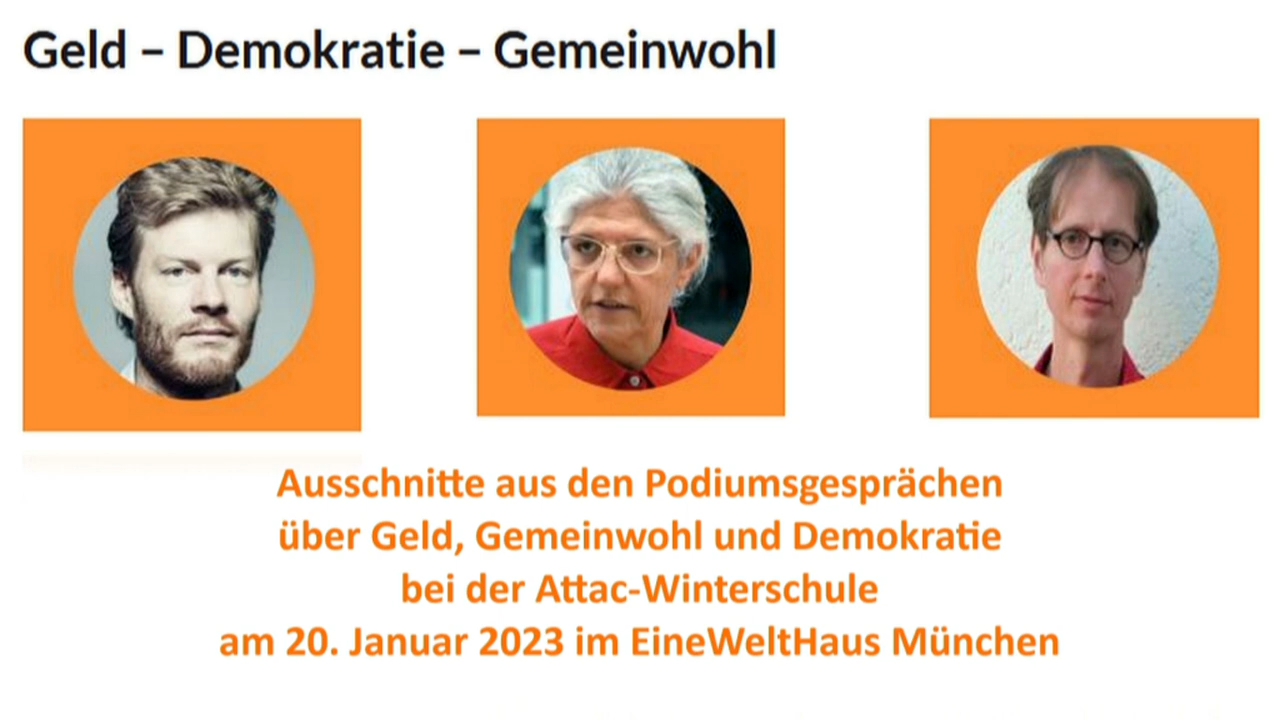 Geld – Demokratie – Gemeinwohl
Ausschnitte aus den Podiumsgesprächen
über Geld, Gemeinwohl und Demokratie
bei der Attac-Winterschule
am 20. Januar 2023 im EineWeltHaus München